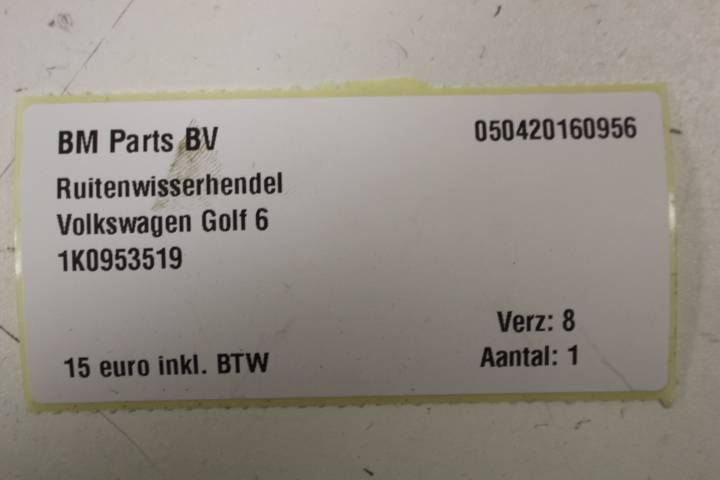 BM Parts BV
050420160956
Ruitenwisserhendel
Volkswagen Golf 6
1K0953519
Verz: 8
15 euro inkl. BTW
Aantal: 1